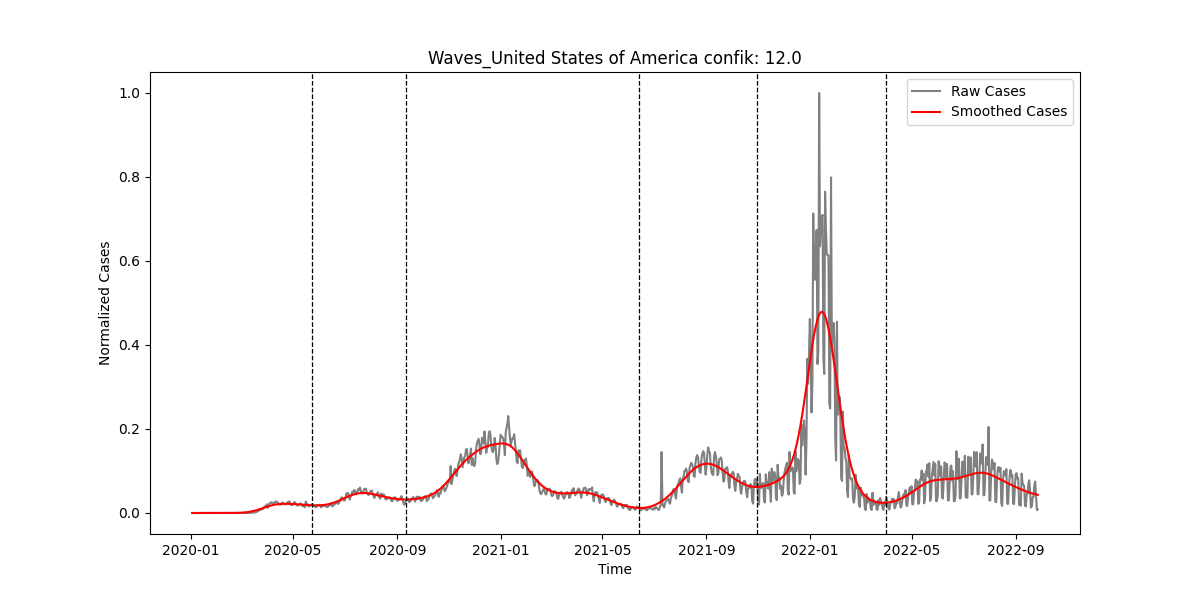 Waves_United States of America confik: 12.0
Raw Cases
Smoothed Cases
Normalized Cases
1.0
0.8
0.6
0.4
0.2
0.0
2020-01 2020-05 2020-09 2021-01 2021-05 2021-09 2022-01 2022-05 2022-09
Time